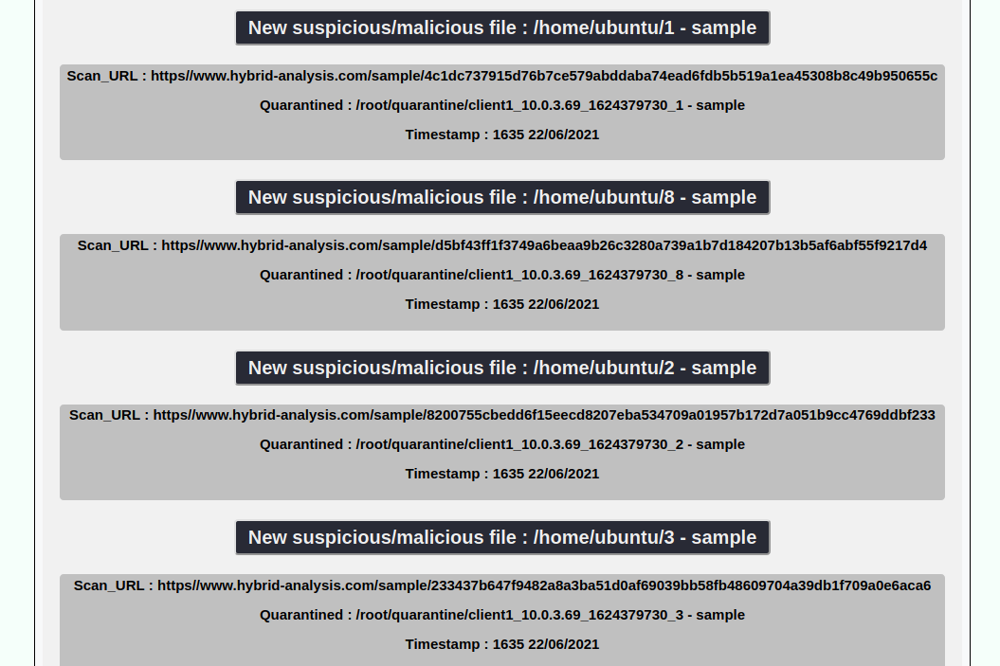 New suspicious/malicious file : /home/ubuntu/1 - sample
Scan_URL : https//www.hybrid-analysis.com/sample/4c1dc737915d76b7ce579abddaba74ead6fdb5b519a1ea45308b8c49b950655c
Quarantined : /root/quarantine/client1_10.0.3.69_1624379730_1 - sample
Timestamp : 1635 22/06/2021
New suspicious/malicious file : /home/ubuntu/8 - sample
Scan_URL : https//www.hybrid-analysis.com/sample/d5bf43ff1f3749a6beaa9b26c3280a739a1b7d184207b13b5af6abf55f9217d4
Quarantined : /root/quarantine/client1_10.0.3.69_1624379730_8 - sample
Timestamp : 1635 22/06/2021
New suspicious/malicious file : /home/ubuntu/2 - sample
Scan_URL : https//www.hybrid-analysis.com/sample/8200755cbedd6f15eecd8207eba534709a01957b172d7a051b9cc4769ddbf233
Quarantined : /root/quarantine/client1_10.0.3.69_1624379730_2 - sample
Timestamp : 1635 22/06/2021
New suspicious/malicious file : /home/ubuntu/3 - sample
Scan_URL : https//www.hybrid-analysis.com/sample/233437b647f9482a8a3ba51d0af69039bb58fb48609704a39db1f709a0e6aca6
Quarantined : /root/quarantine/client1_10.0.3.69_1624379730_3 - sample
Timestamp : 1635 22/06/2021